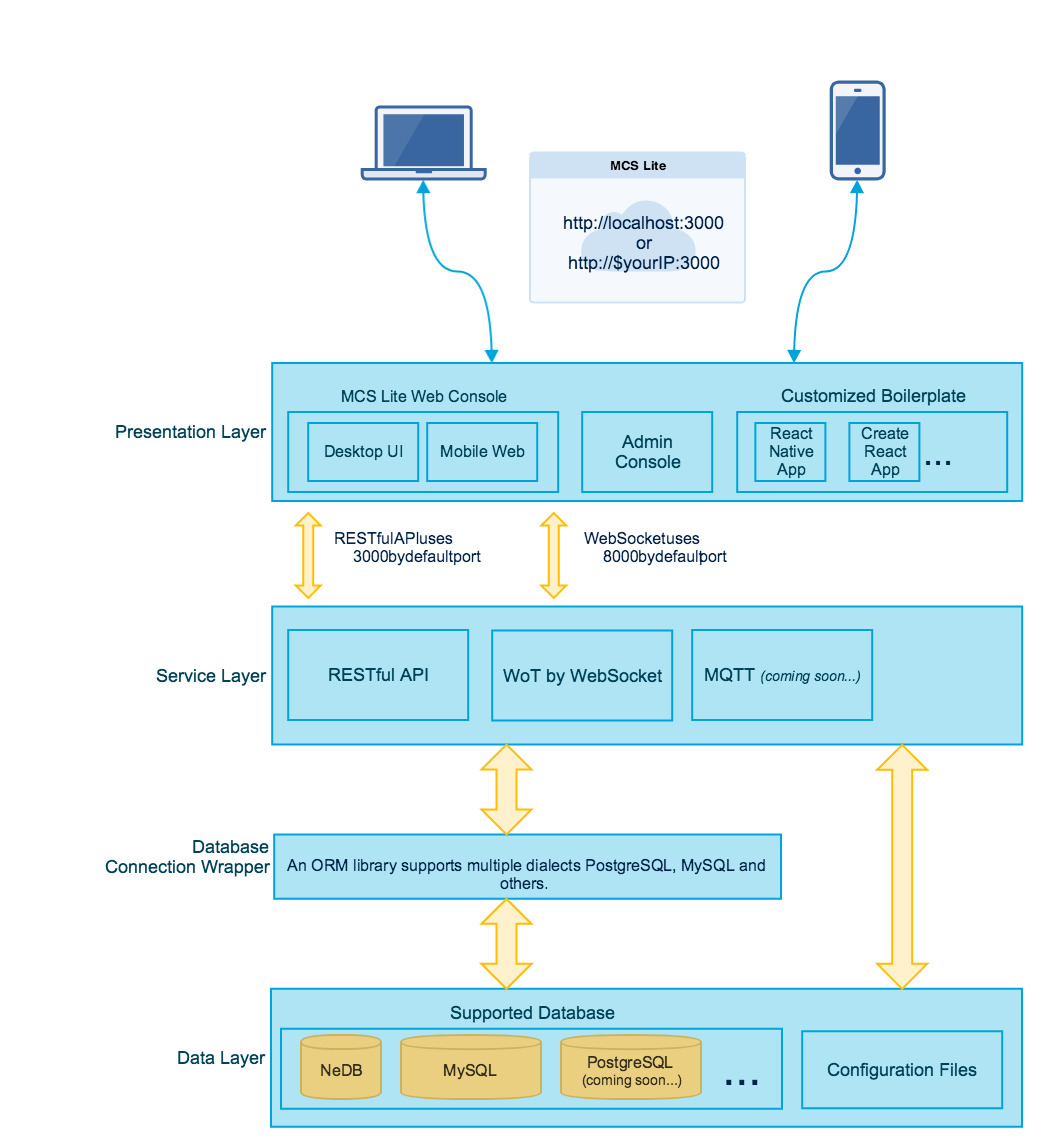 MCS Lite
http://localhost:3000
or
http://$yourIP:3000
Presentation Layer
MCS Lite Web Console
Desktop UI
Mobile Web
Admin
Console
Customized Boilerplate
React
Native
App
Create
React
App
...
RESTfulAPIuses
3000bydefaultport
WebSocketuses
8000bydefaultport
Service Layer
RESTful API
WoT by WebSocket
MQTT (coming soon...)
Database
Connection Wrapper
An ORM library supports multiple dialects PostgreSQL, MySQL and
others.
Data Layer
Supported Database
NeDB
MySQL
PostgreSQL
(coming soon...)
...
Configuration Files